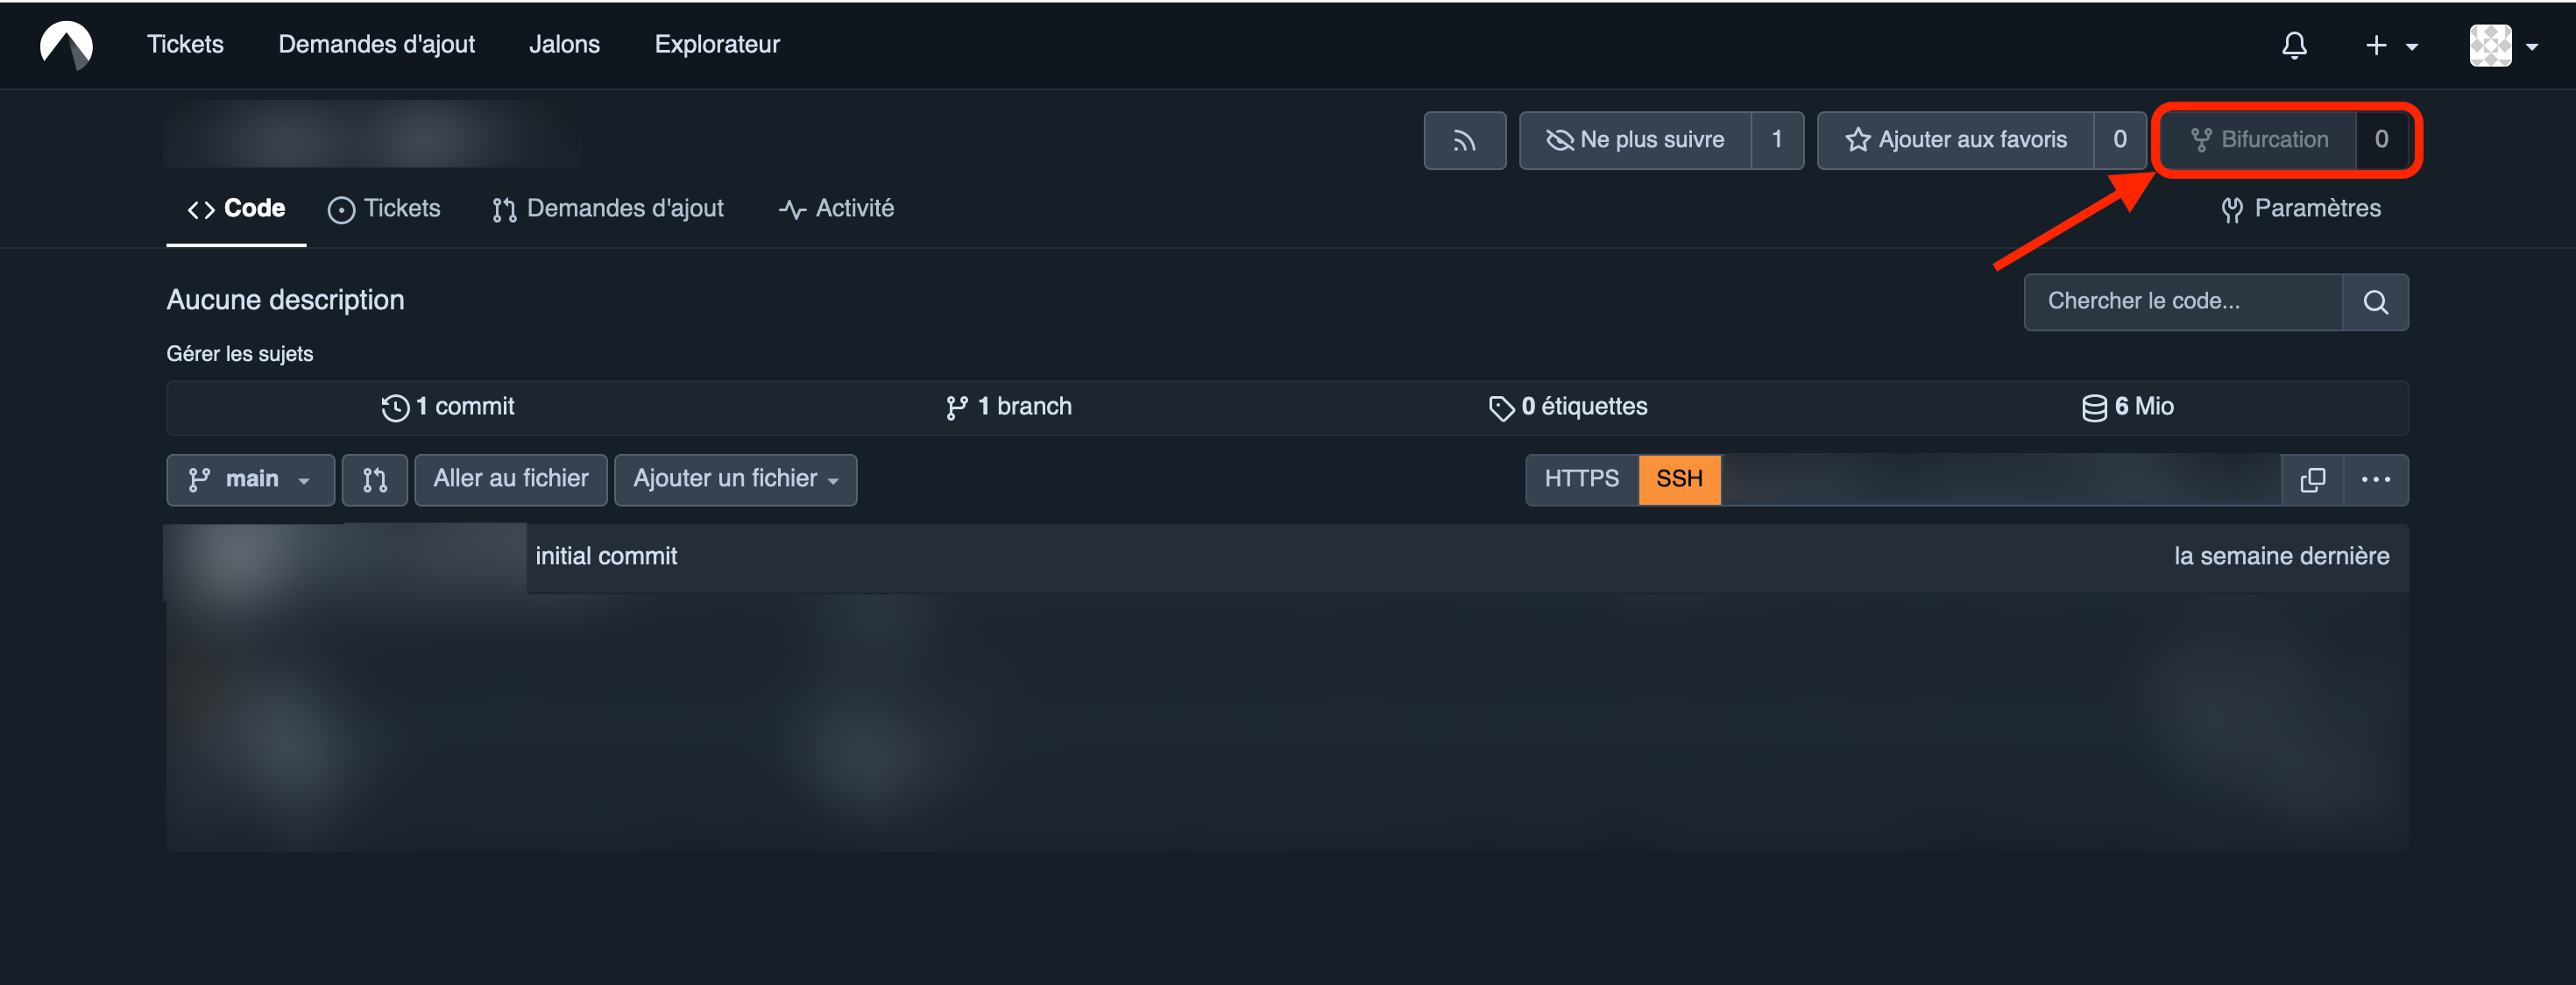 Tickets Demandes d'ajout Jalons Explorateur
Ne plus suivre 1 Ajouter aux favoris 0 Bifurcation 0
Code Tickets Demandes d'ajout Activité Paramètres
Aucune description Chercher le code...
Gérer les sujets
1 commit 1 branch 0 étiquettes 6 Mio
main Aller au fichier Ajouter un fichier HTTPS SSH
initial commit la semaine dernière